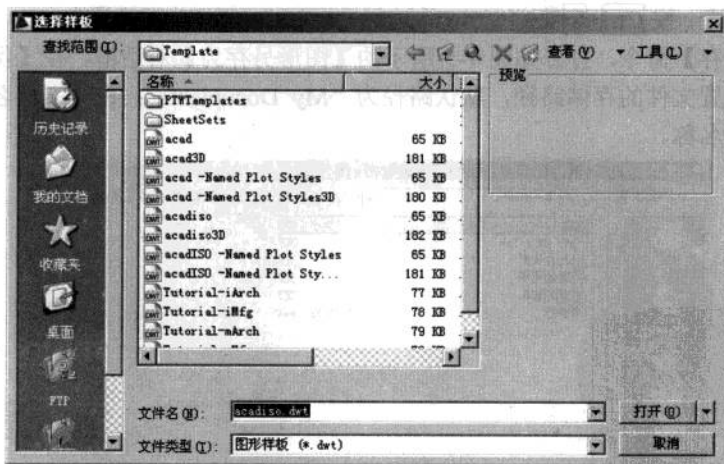 选择样板
查找范围(I):
Template
查看(V)
工具(L)
名称
大小
预览
历史记录
我的文档
收藏夹
桌面
FTP
PTWTemplates
SheetSets
acad 65 KB
acad3D 181 KB
acad -Named Plot Styles 65 KB
acad -Named Plot Styles3D 180 KB
acadiso 65 KB
acadiso3D 182 KB
acadISO -Named Plot Styles 65 KB
acadISO -Named Plot Sty... 181 KB
Tutorial-iArch 77 KB
Tutorial-iMfg 78 KB
Tutorial-mArch 79 KB
文件名(N):
acadiso.dwt
打开(O)
文件类型(T):
图形样板 (*.dwt)
取消